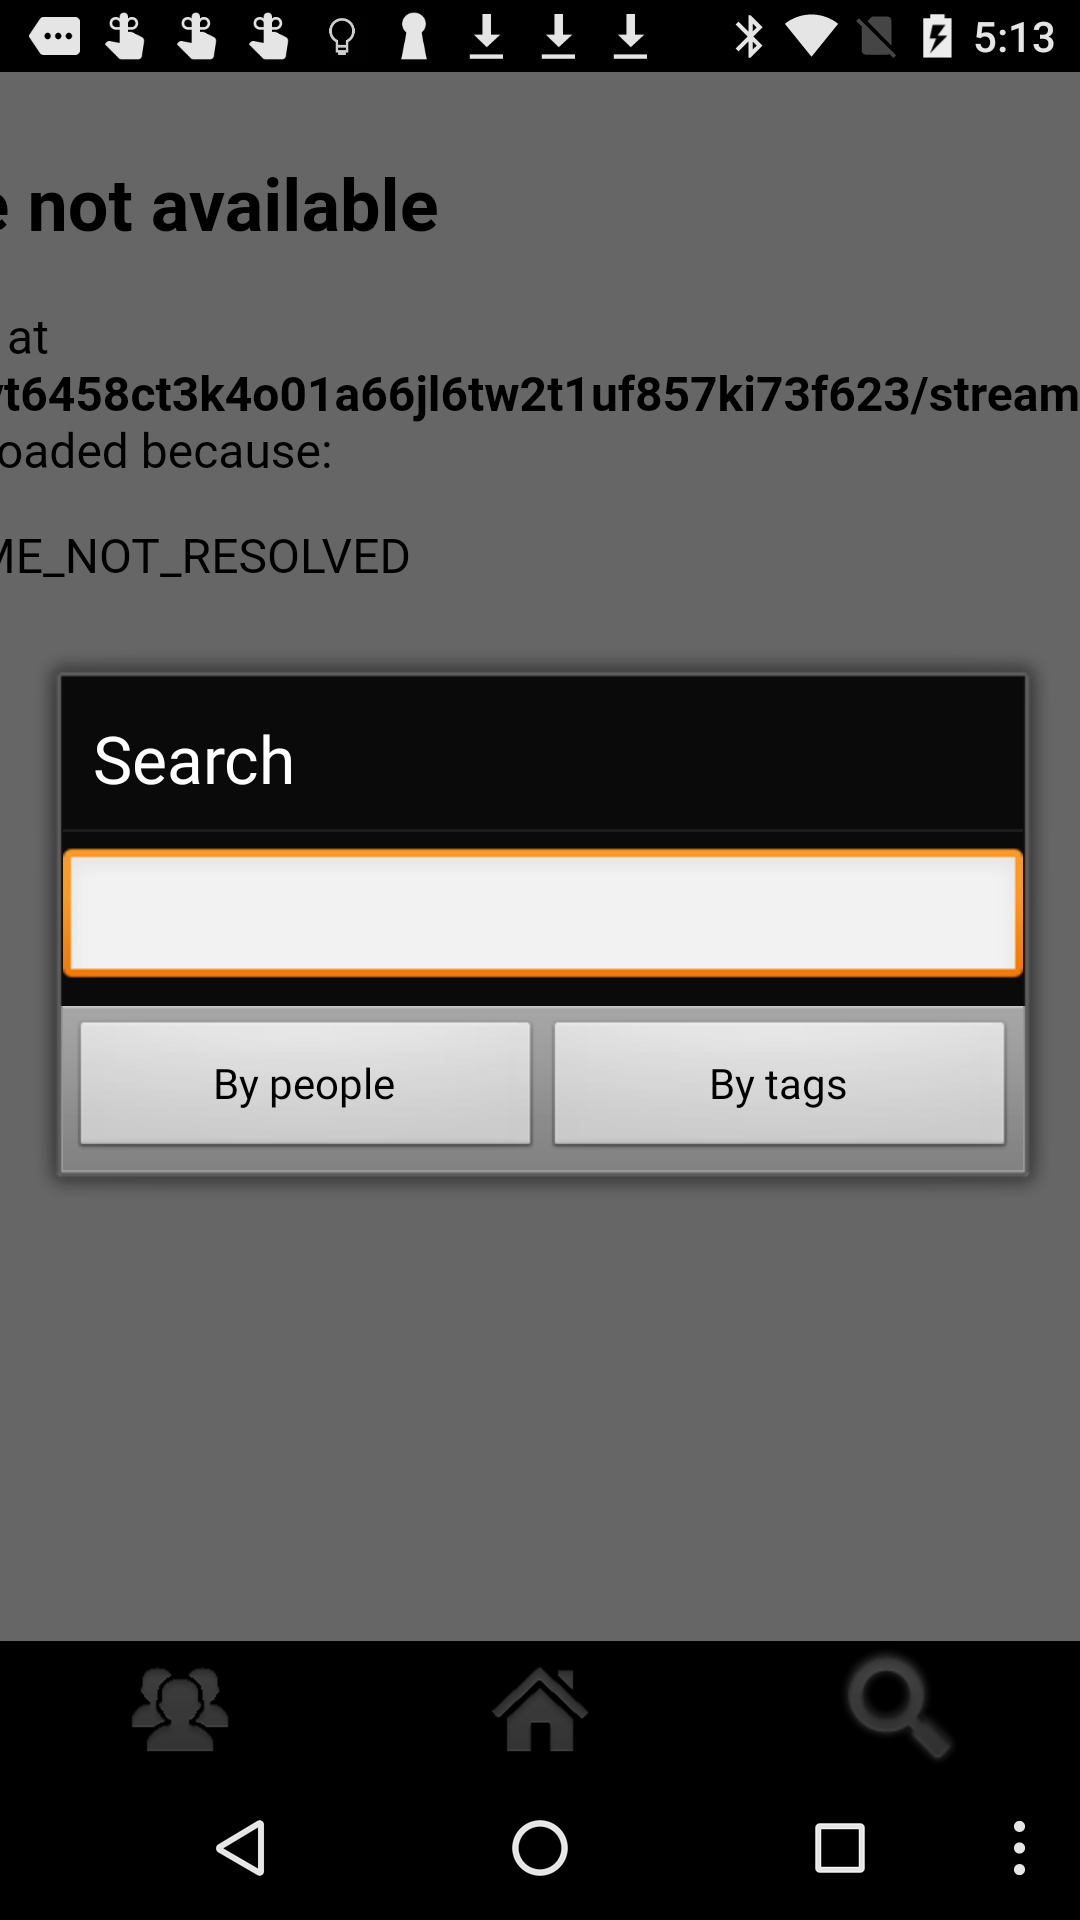 5:13
not available
at
t6458ct3k4o01a66jl6tw2t1uf857ki73f623/stream
oaded because:
ME_NOT_RESOLVED
Search
By people
By tags